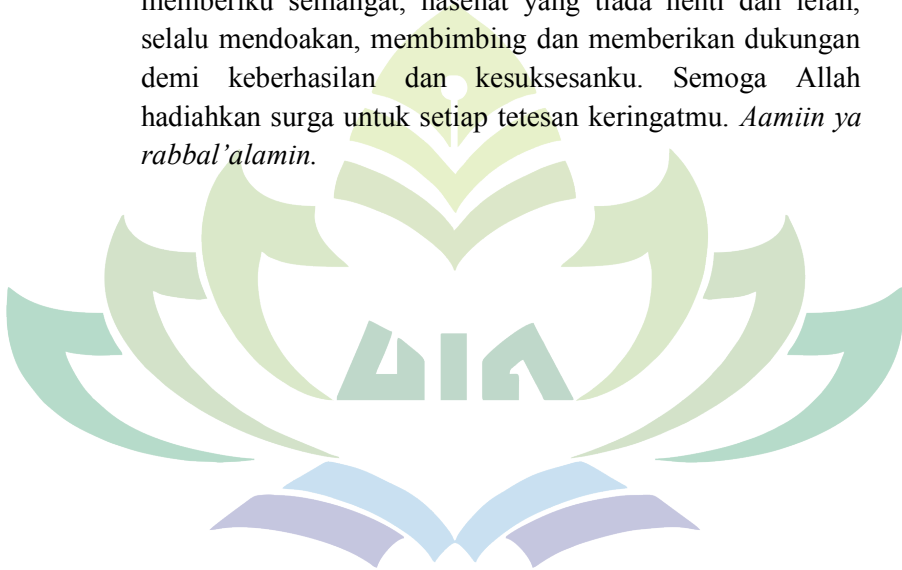 memberiku semangat, nasehat yang tiada henti dan lelah,
selalu mendoakan, membimbing dan memberikan dukungan
demi keberhasilan dan kesuksesanku. Semoga Allah
hadiahkan surga untuk setiap tetesan keringatmu. Aamiin ya
rabbal’alamin.
UIN